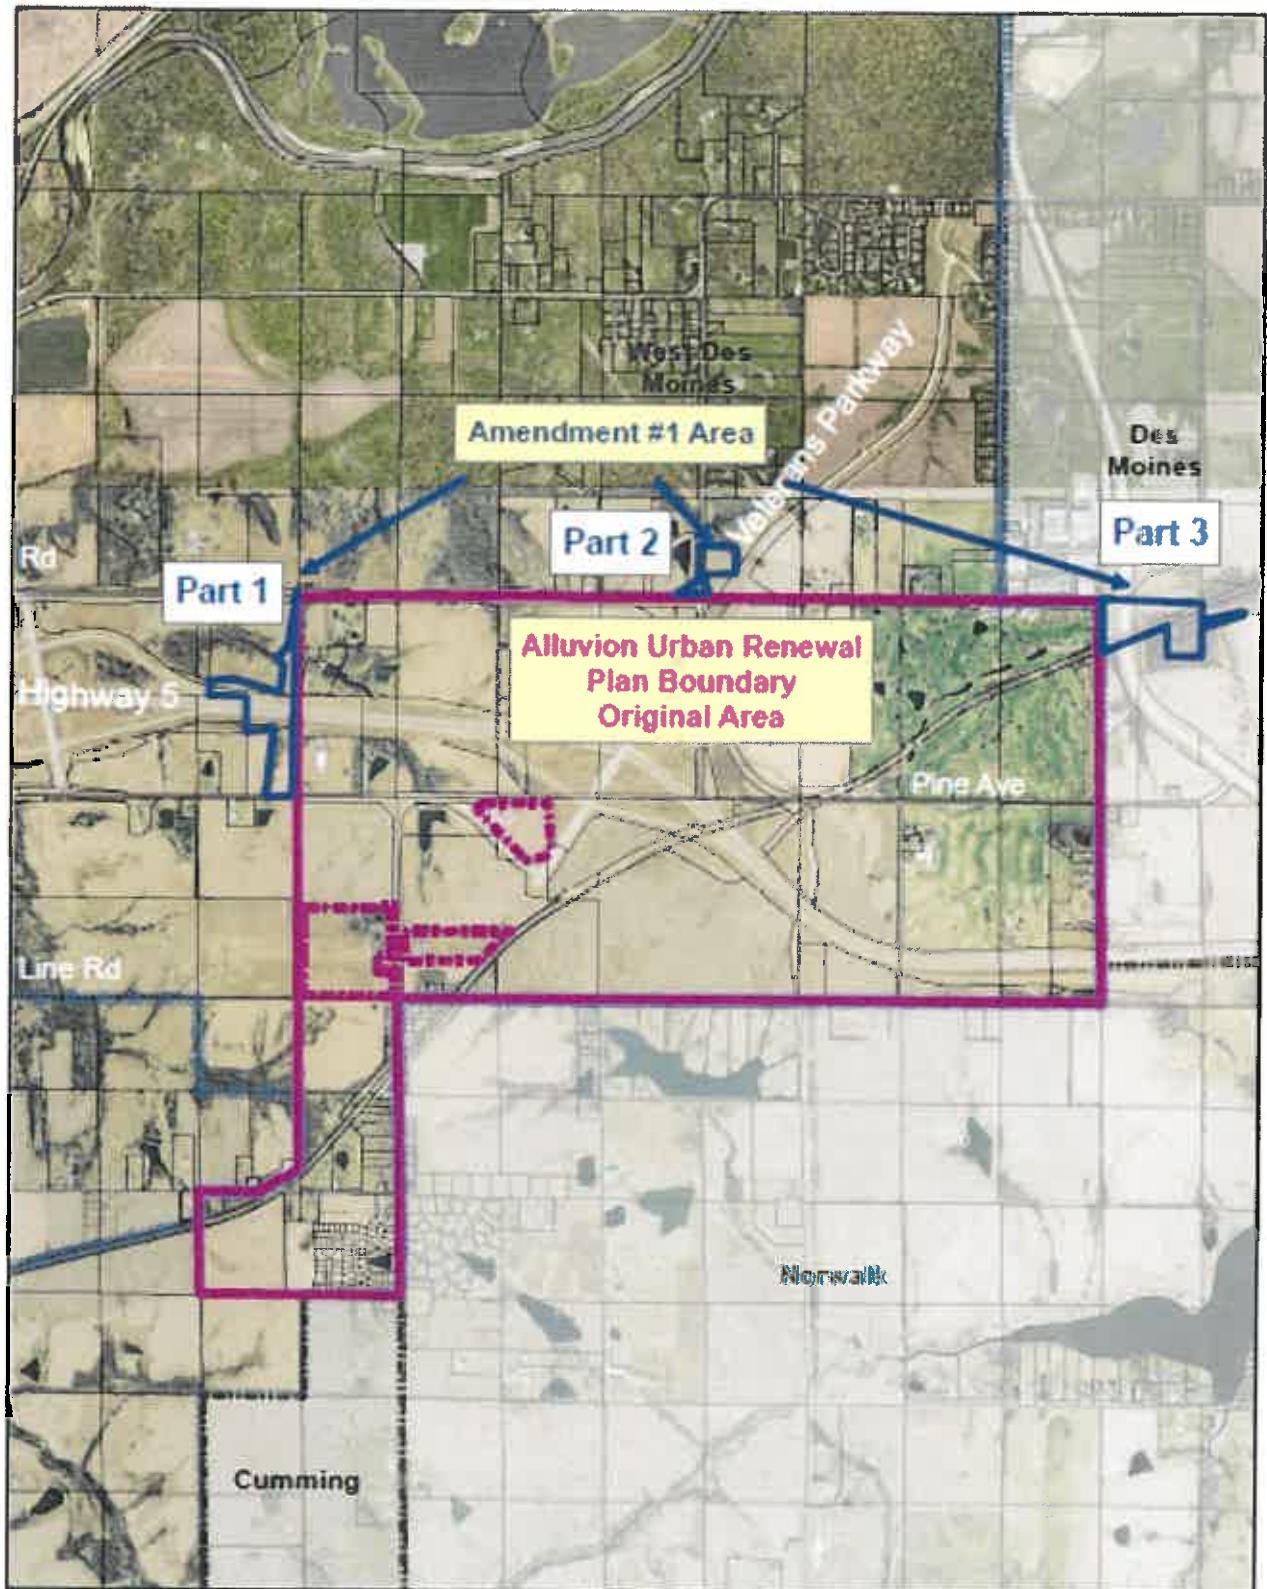 West Des
Moines
Veterans Parkway
Amendment #1 Area
Des
Moines
Part 2
Part 3
Rd
Part 1
Alluvion Urban Renewal
Plan Boundary
Original Area
Highway 5
Pine Ave
Line Rd
Norwalk
Cumming